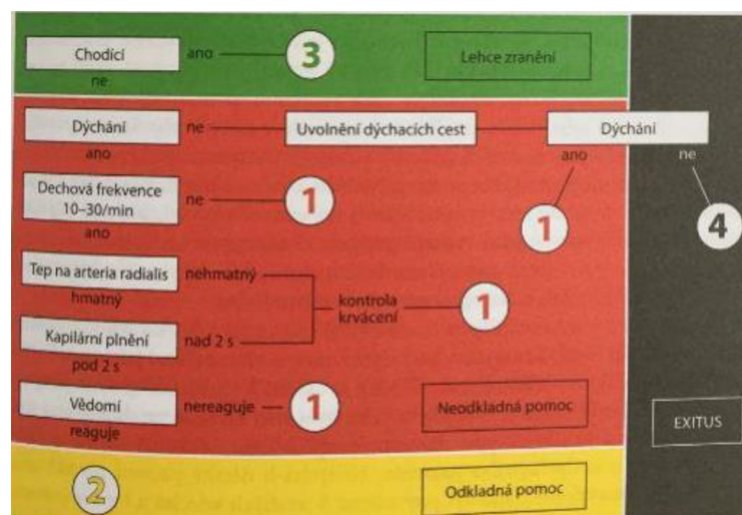 Chodící ano 3 Lehce zranění
ne
Dýchání ne Uvolnění dýchacích cest Dýchání
ano ano ne
Dechová frekvence
10–30/min ne 1 1 4
ano
Tep na arteria radialis nehmatný
hmatný kontrola
krvácení 1
Kapilární plnění nad 2 s
pod 2 s
Vědomí nereaguje 1 Neodkladná pomoc EXITUS
reaguje
2 Odkladná pomoc